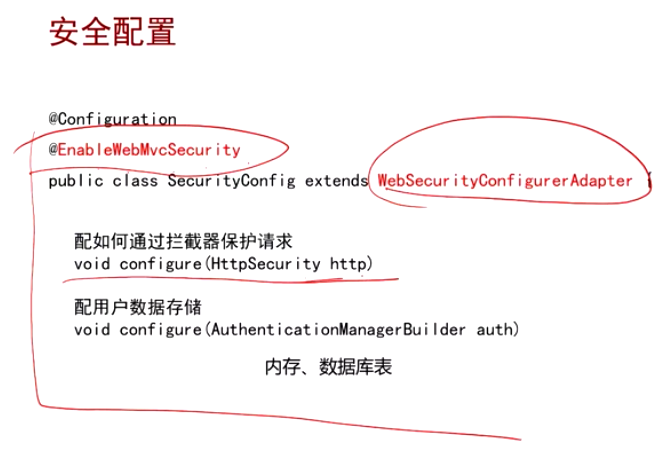 安全配置
@Configuration
@EnableWebMvcSecurity
public class SecurityConfig extends WebSecurityConfigurerAdapter
配如何通过拦截器保护请求
void configure(HttpSecurity http)
配用户数据存储
void configure(AuthenticationManagerBuilder auth)
内存、数据库表